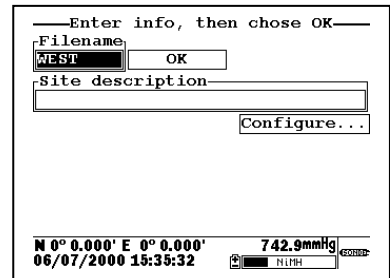 Enter info, then chose OK
Filename
WEST OK
Site description
Configure...
N 0° 0.000' E 0° 0.000' 742.9mmHg
06/07/2000 15:35:32 NiMH SONDE